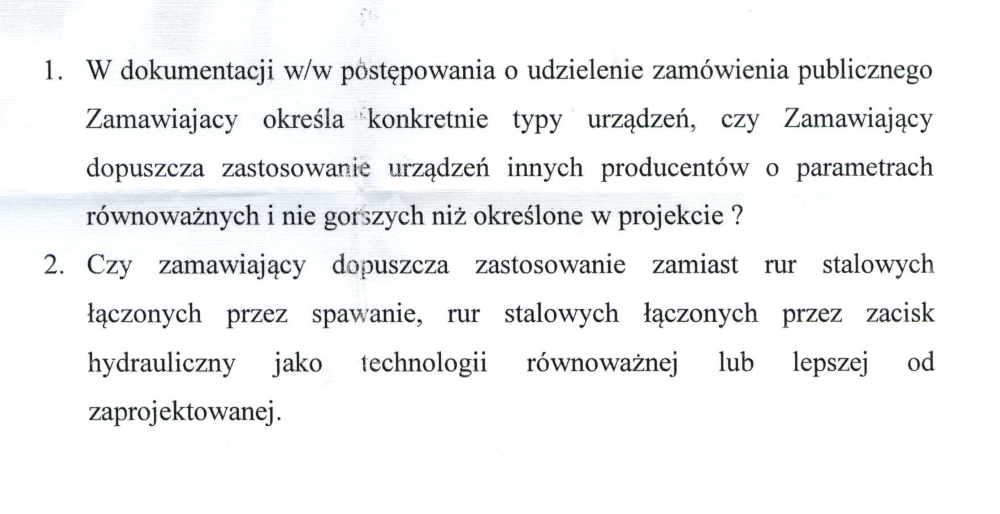 1. W dokumentacji w/w postępowania o udzielenie zamówienia publicznego
Zamawiajacy określa konkretnie typy urządzeń, czy Zamawiający
dopuszcza zastosowanie urządzeń innych producentów o parametrach
równoważnych i nie gorszych niż określone w projekcie ?
2. Czy zamawiający dopuszcza zastosowanie zamiast rur stalowych
łączonych przez spawanie, rur stalowych łączonych przez zacisk
hydrauliczny jako technologii równoważnej lub lepszej od
zaprojektowanej.